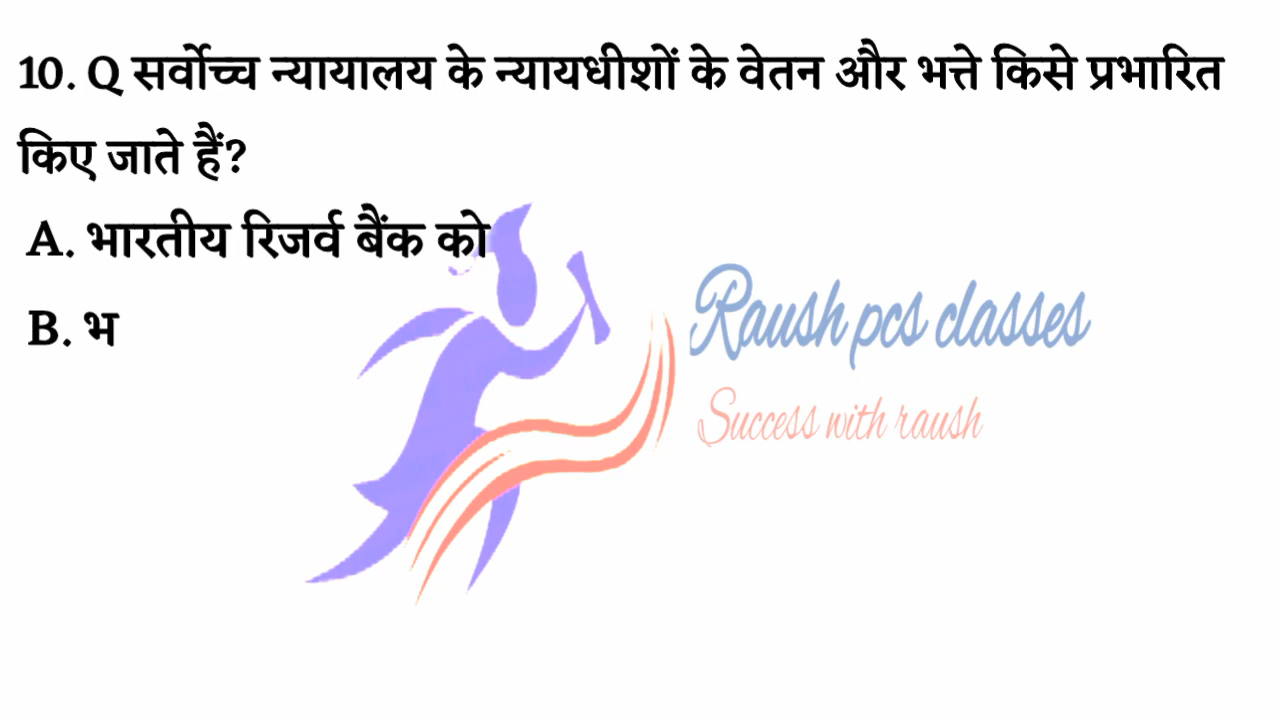 10. Q सर्वोच्च न्यायालय के न्यायधीशों के वेतन और भत्ते किसे प्रभारित
किए जाते हैं?
A. भारतीय रिजर्व बैंक को
B. भ
Raush pcs classes
Success with raush